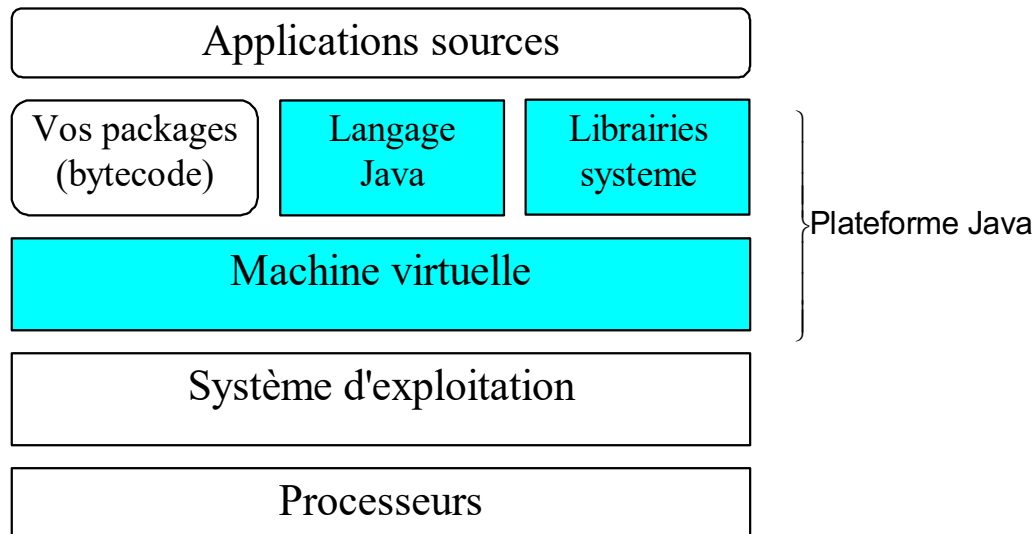 Applications sources
Vos packages
(bytecode)
Langage
Java
Librairies
systeme
Plateforme Java
Machine virtuelle
Système d'exploitation
Processeurs